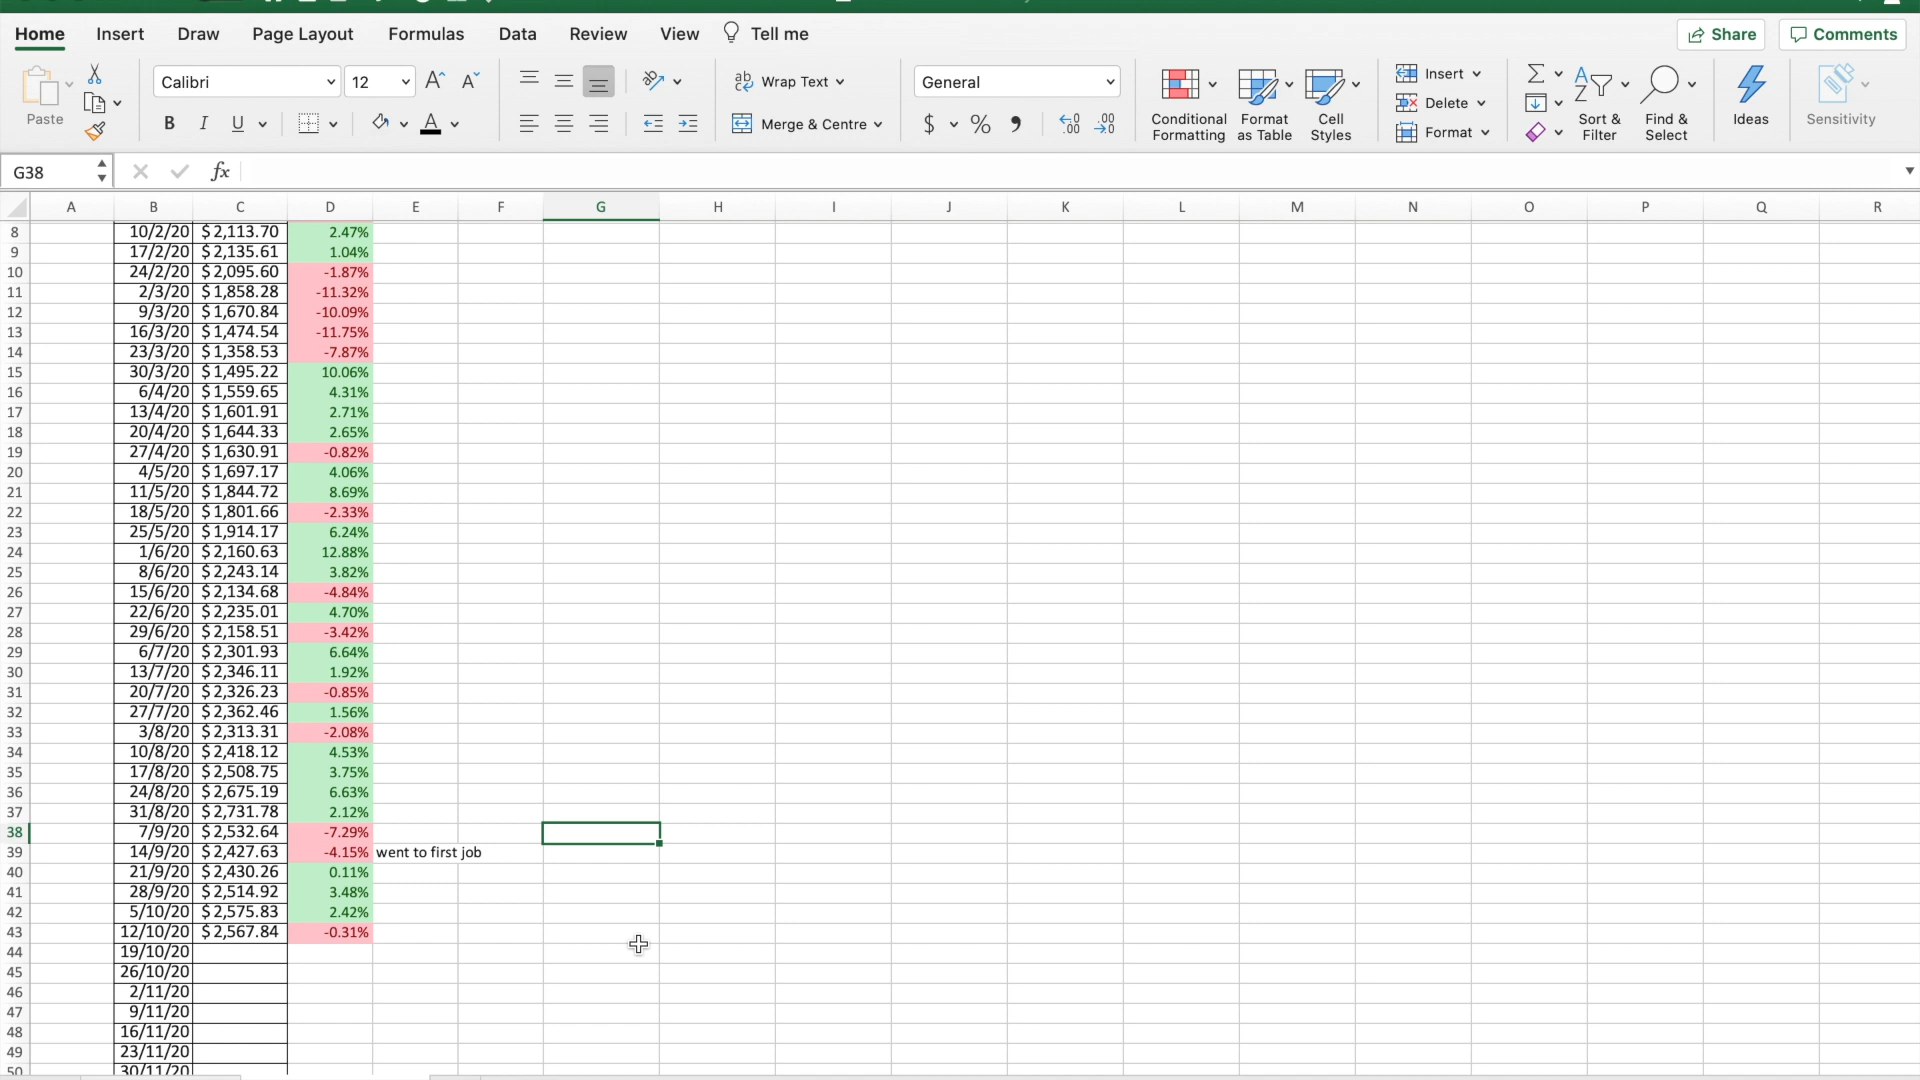 Home Insert Draw Page Layout Formulas Data Review View Tell me Share Comments
Paste Calibri 12 A A Wrap Text General Conditional Formatting Format as Table Cell Styles Insert Delete Format Sort & Filter Find & Select Ideas Sensitivity
B I U A Merge & Centre $ % .00 .00
G38 fx
A B C D E F G H I J K L M N O P Q R
8 10/2/20 $2,113.70 2.47%
9 17/2/20 $2,135.61 1.04%
10 24/2/20 $2,095.60 -1.87%
11 2/3/20 $1,858.28 -11.32%
12 9/3/20 $1,670.84 -10.09%
13 16/3/20 $1,474.54 -11.75%
14 23/3/20 $1,358.53 -7.87%
15 30/3/20 $1,495.22 10.06%
16 6/4/20 $1,559.65 4.31%
17 13/4/20 $1,601.91 2.71%
18 20/4/20 $1,644.33 2.65%
19 27/4/20 $1,630.91 -0.82%
20 4/5/20 $1,697.17 4.06%
21 11/5/20 $1,844.72 8.69%
22 18/5/20 $1,801.66 -2.33%
23 25/5/20 $1,914.17 6.24%
24 1/6/20 $2,160.63 12.88%
25 8/6/20 $2,243.14 3.82%
26 15/6/20 $2,134.68 -4.84%
27 22/6/20 $2,235.01 4.70%
28 29/6/20 $2,158.51 -3.42%
29 6/7/20 $2,301.93 6.64%
30 13/7/20 $2,346.11 1.92%
31 20/7/20 $2,326.23 -0.85%
32 27/7/20 $2,362.46 1.56%
33 3/8/20 $2,313.31 -2.08%
34 10/8/20 $2,418.12 4.53%
35 17/8/20 $2,508.75 3.75%
36 24/8/20 $2,675.19 6.63%
37 31/8/20 $2,731.78 2.12%
38 7/9/20 $2,532.64 -7.29%
39 14/9/20 $2,427.63 -4.15% went to first job
40 21/9/20 $2,430.26 0.11%
41 28/9/20 $2,514.92 3.48%
42 5/10/20 $2,575.83 2.42%
43 12/10/20 $2,567.84 -0.31%
44 19/10/20
45 26/10/20
46 2/11/20
47 9/11/20
48 16/11/20
49 23/11/20
50 30/11/20